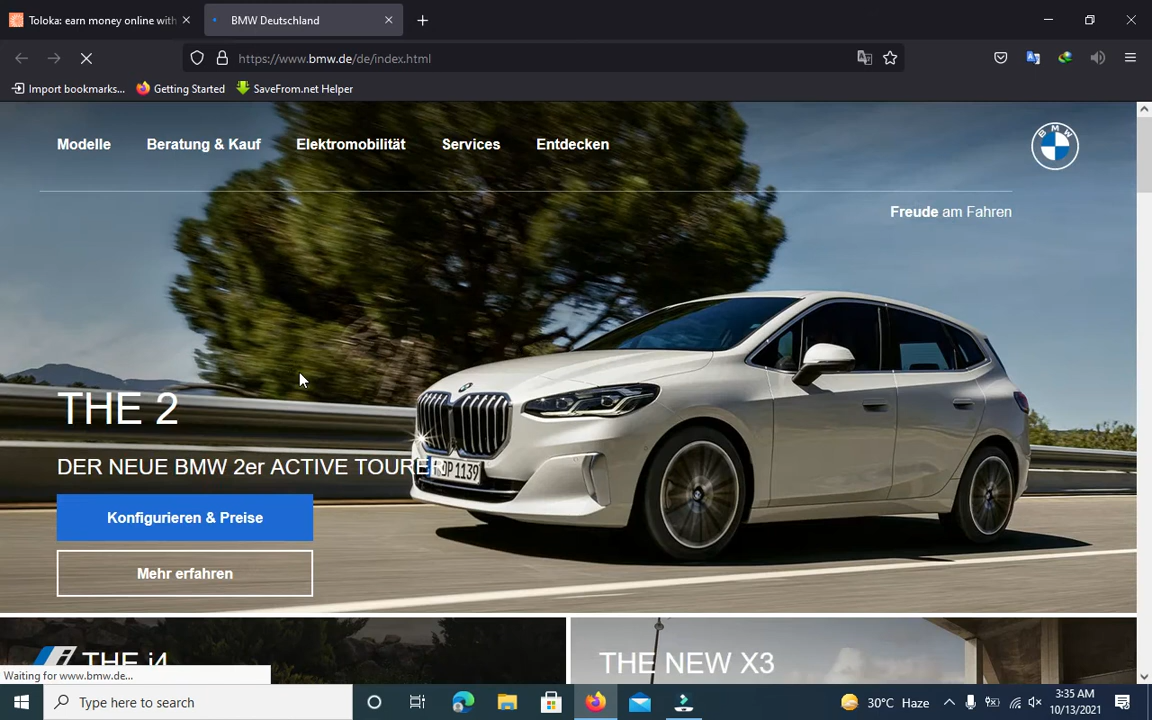 Toloka: earn money online with
BMW Deutschland
https://www.bmw.de/de/index.html
Import bookmarks...
Getting Started
SaveFrom.net Helper
Modelle
Beratung & Kauf
Elektromobilität
Services
Entdecken
BMW
Freude am Fahren
THE 2
DER NEUE BMW 2er ACTIVE TOURER
Konfigurieren & Preise
Mehr erfahren
THE i4
THE NEW X3
Waiting for www.bmw.de...
Type here to search
30°C Haze
3:35 AM
10/13/2021